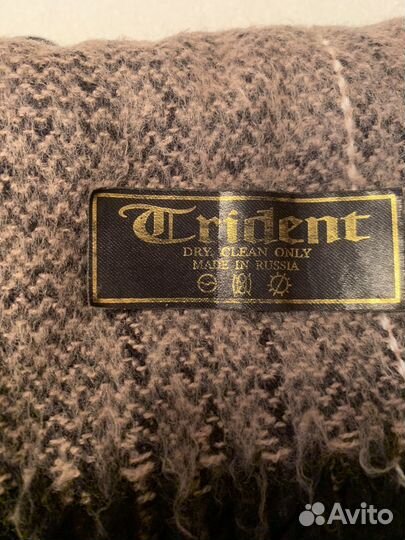 Trident
DRY, CLEAN ONLY
MADE IN RUSSIA
Avito